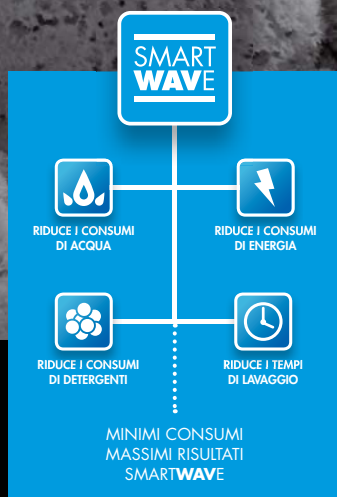 SMART
WAVE
RIDUCE I CONSUMI
DI ACQUA
RIDUCE I CONSUMI
DI ENERGIA
RIDUCE I CONSUMI
DI DETERGENTI
RIDUCE I TEMPI
DI LAVAGGIO
MINIMI CONSUMI
MASSIMI RISULTATI
SMARTWAVE